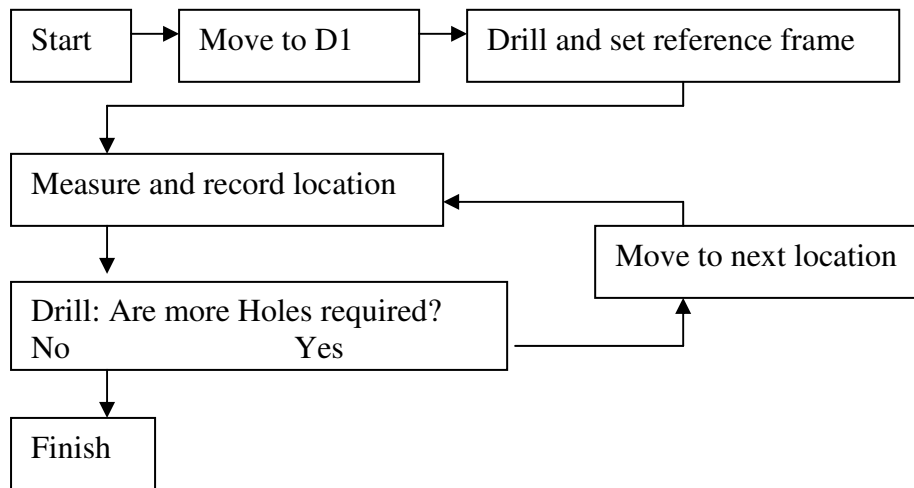 Start
Move to D1
Drill and set reference frame
Measure and record location
Move to next location
Drill: Are more Holes required?
No Yes
Finish